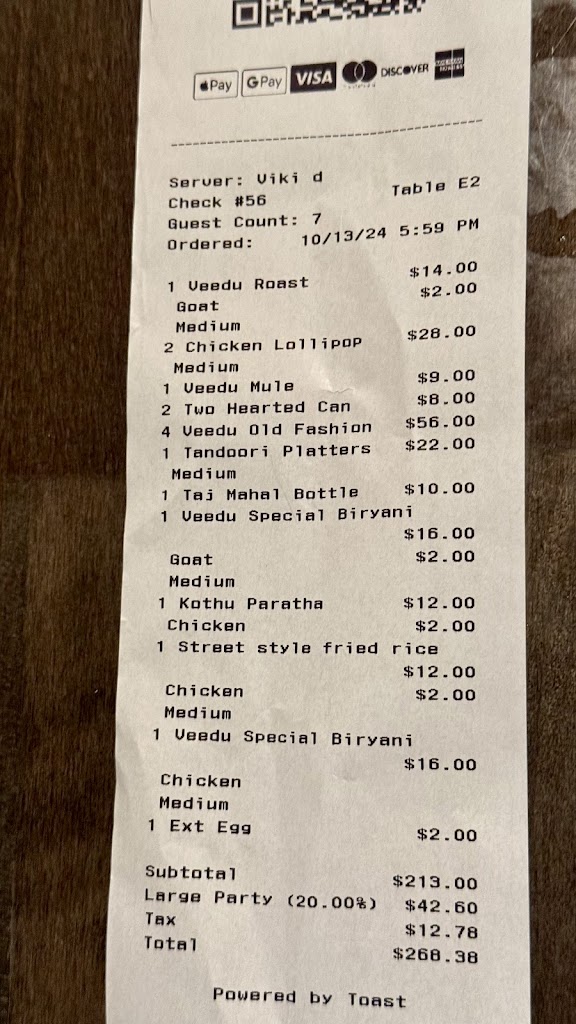 Pay
G Pay
VISA
DISCOVER
Server: Viki d
Check #56 Table E2
Guest Count: 7
Ordered: 10/13/24 5:59 PM
1 Veedu Roast $14.00
Goat $2.00
Medium
2 Chicken Lollipop $28.00
Medium
1 Veedu Mule $9.00
2 Two Hearted Can $8.00
4 Veedu Old Fashion $56.00
1 Tandoori Platters $22.00
Medium
1 Taj Mahal Bottle $10.00
1 Veedu Special Biryani
$16.00
Goat $2.00
Medium
1 Kothu Paratha $12.00
Chicken $2.00
1 Street style fried rice
$12.00
Chicken $2.00
Medium
1 Veedu Special Biryani
$16.00
Chicken
Medium
1 Ext Egg $2.00
Subtotal $213.00
Large Party (20.00%) $42.60
Tax $12.78
Total $268.38
Powered by Toast